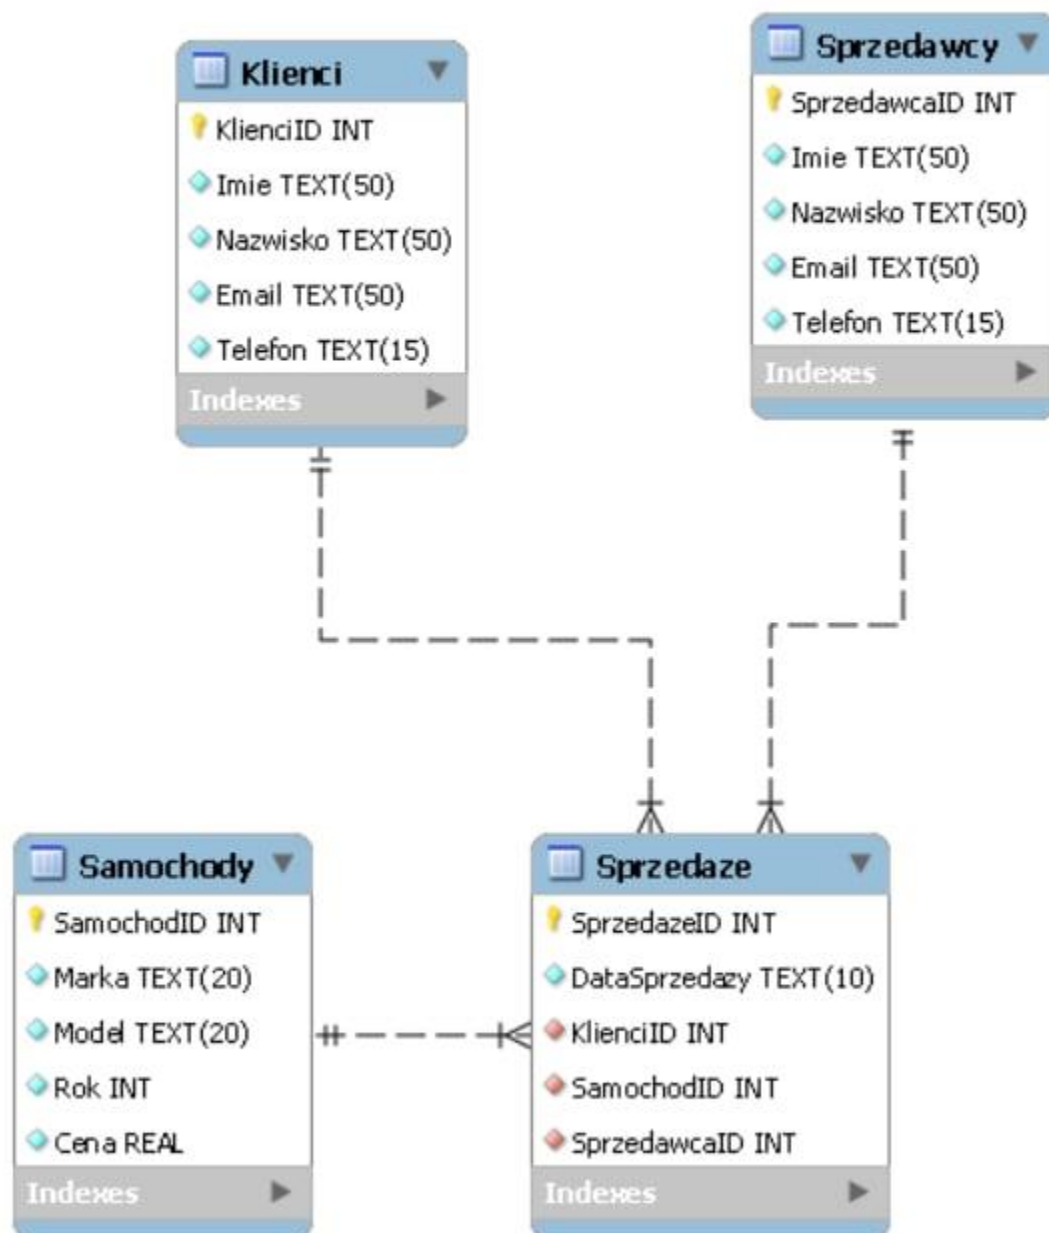 Klienci
KlienciID INT
Imie TEXT(50)
Nazwisko TEXT(50)
Email TEXT(50)
Telefon TEXT(15)
Indexes
Sprzedawcy
SprzedawcaID INT
Imie TEXT(50)
Nazwisko TEXT(50)
Email TEXT(50)
Telefon TEXT(15)
Indexes
Samochody
SamochodID INT
Marka TEXT(20)
Model TEXT(20)
Rok INT
Cena REAL
Indexes
Sprzedaze
SprzedazeID INT
DataSprzedazy TEXT(10)
KlienciID INT
SamochodID INT
SprzedawcaID INT
Indexes